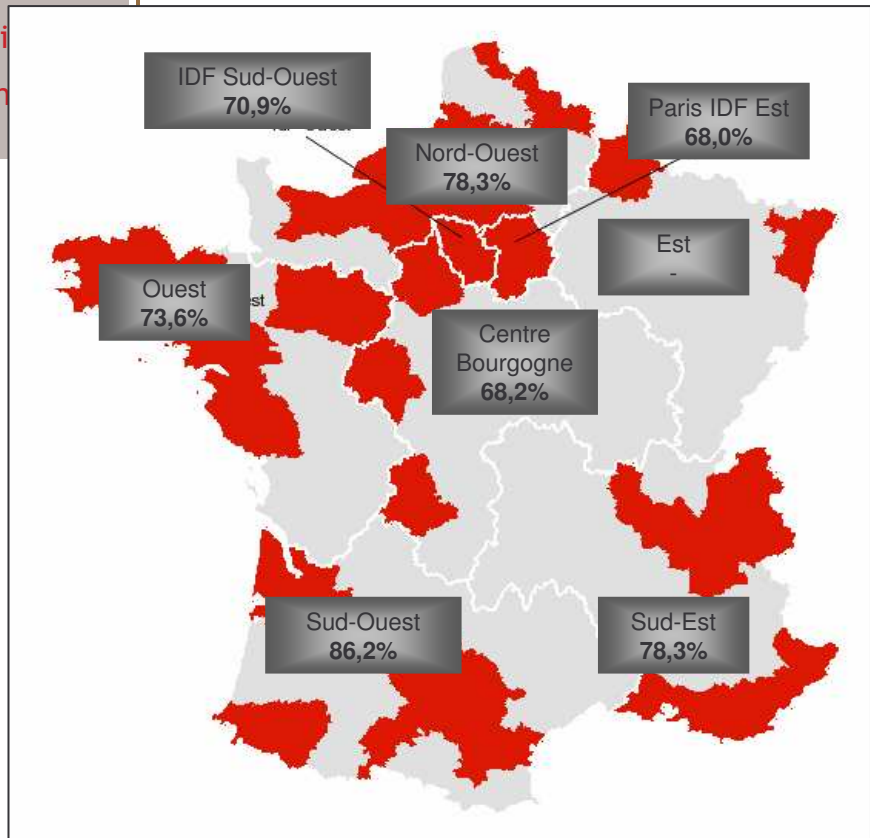 IDF Sud-Ouest
70,9%
Paris IDF Est
68,0%
Nord-Ouest
78,3%
Est
-
Ouest
73,6%
Centre
Bourgogne
68,2%
Sud-Ouest
86,2%
Sud-Est
78,3%